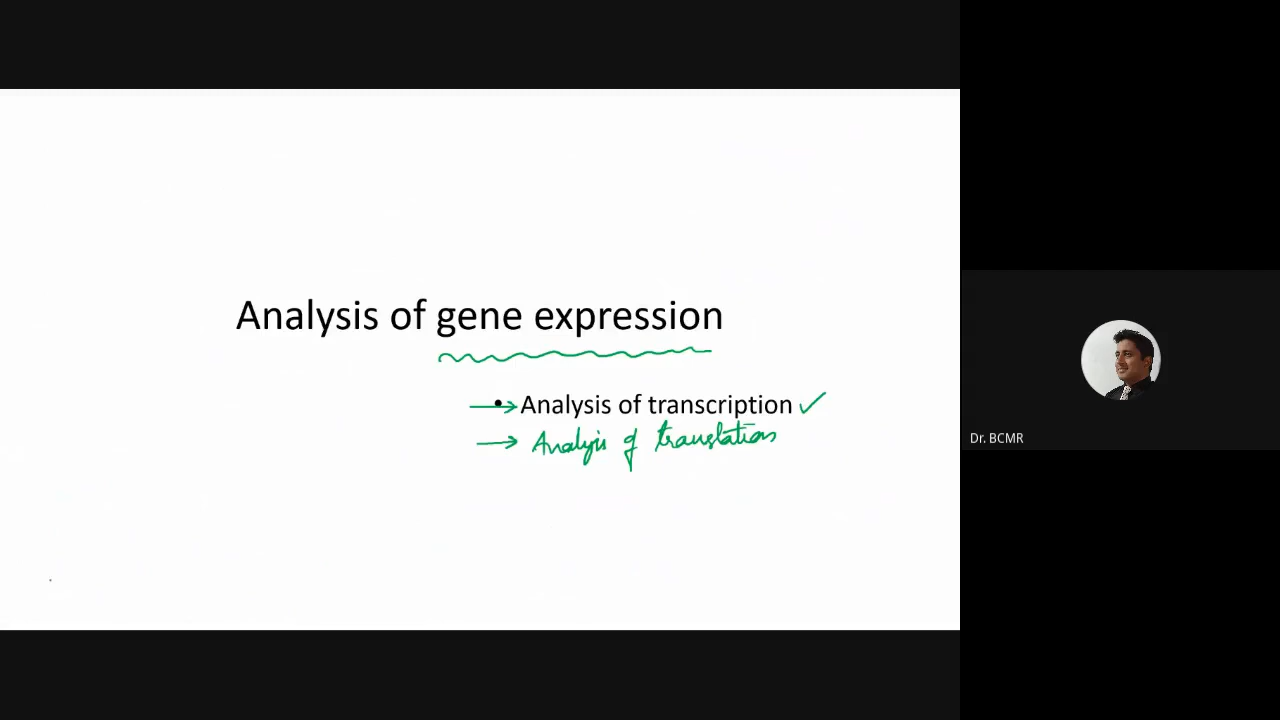 Analysis of gene expression
• Analysis of transcription
Analysis of translation
Dr. BCMR